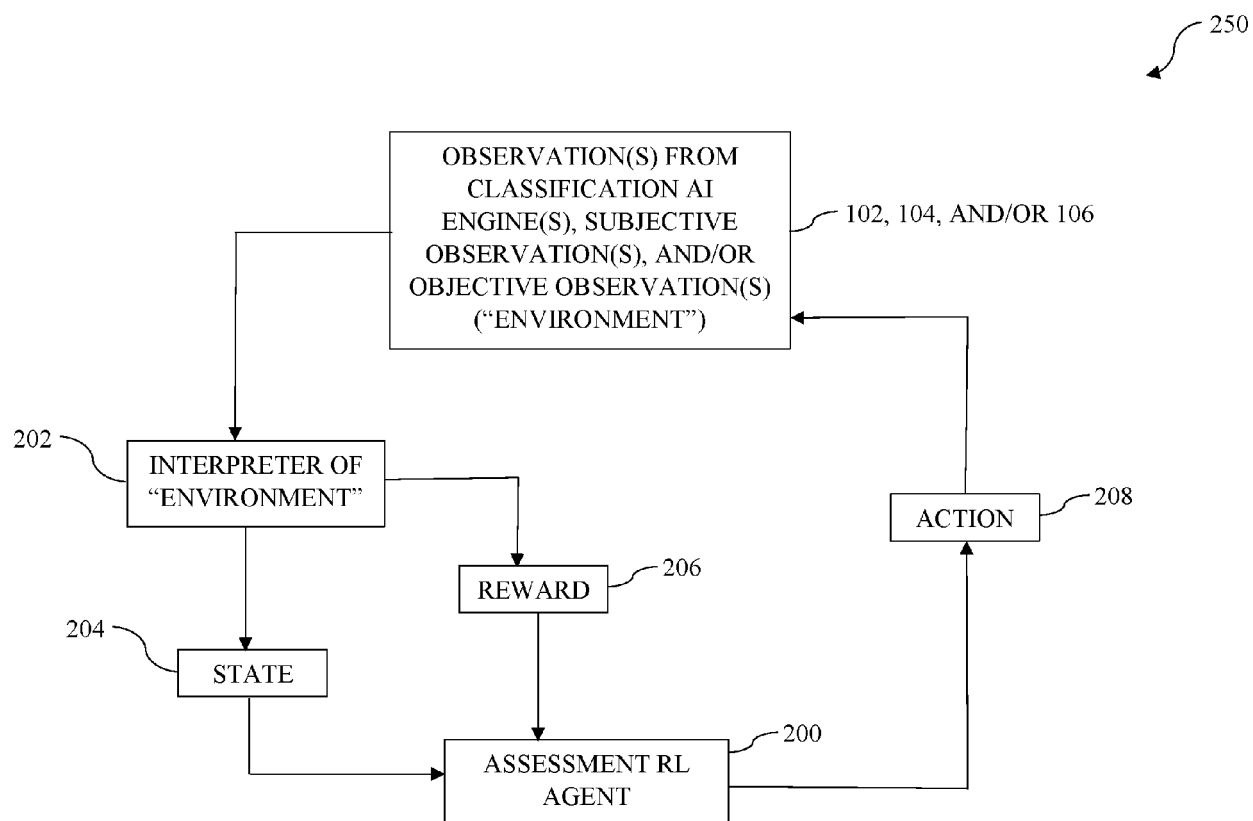 250
OBSERVATION(S) FROM
CLASSIFICATION AI
ENGINE(S), SUBJECTIVE
OBSERVATION(S), AND/OR
OBJECTIVE OBSERVATION(S)
(“ENVIRONMENT”)
102, 104, AND/OR 106
202
INTERPRETER OF
“ENVIRONMENT”
ACTION
208
REWARD
206
204
STATE
200
ASSESSMENT RL
AGENT